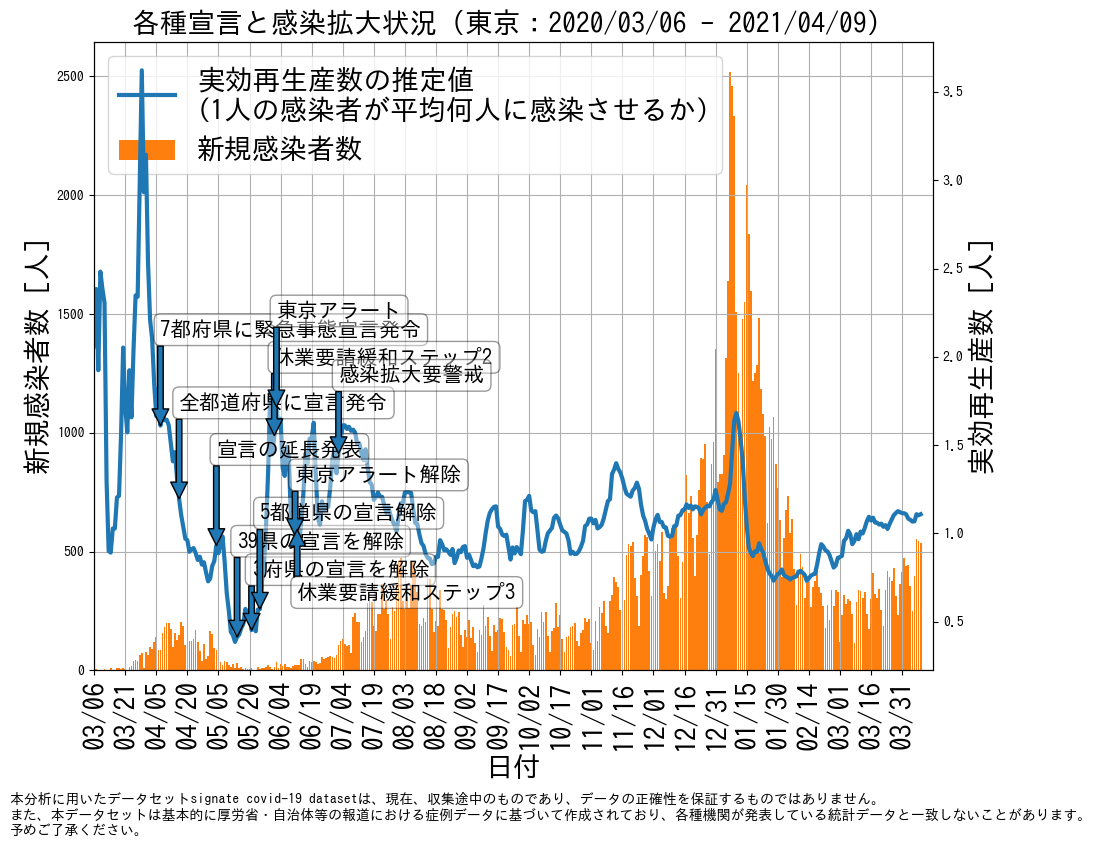 各種宣言と感染拡大状況 (東京：2020/03/06 - 2021/04/09)
実効再生産数の推定値
(1人の感染者が平均何人に感染させるか)
新規感染者数
新規感染者数 [人]
2500
2000
1500
1000
500
0
実効再生産数 [人]
3.5
3.0
2.5
2.0
1.5
1.0
0.5
東京アラート
7都府県に緊急事態宣言発令
休業要請緩和ステップ2
感染拡大要警戒
全都道府県に宣言発令
宣言の延長発表
東京アラート解除
5都道県の宣言解除
39県の宣言を解除
3府県の宣言を解除
休業要請緩和ステップ3
03/06 03/21 04/05 04/20 05/05 05/20 06/04 06/19 07/04 07/19 08/03 08/18 09/02 09/17 10/02 10/17 11/01 11/16 12/01 12/16 12/31 01/15 01/30 02/14 03/01 03/16 03/31
日付
本分析に用いたデータセットsignate covid-19 datasetは、現在、収集途中のものであり、データの正確性を保証するものではありません。
また、本データセットは基本的に厚労省・自治体等の報道における症例データに基づいて作成されており、各種機関が発表している統計データと一致しないことがあります。
予めご了承ください。